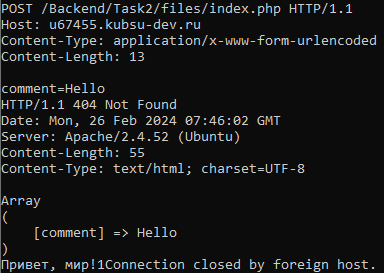 POST /Backend/Task2/files/index.php HTTP/1.1
Host: u67455.kubsu-dev.ru
Content-Type: application/x-www-form-urlencoded
Content-Length: 13

comment=Hello
HTTP/1.1 404 Not Found
Date: Mon, 26 Feb 2024 07:46:02 GMT
Server: Apache/2.4.52 (Ubuntu)
Content-Length: 55
Content-Type: text/html; charset=UTF-8

Array
(
    [comment] => Hello
)
Привет, мир!1Connection closed by foreign host.